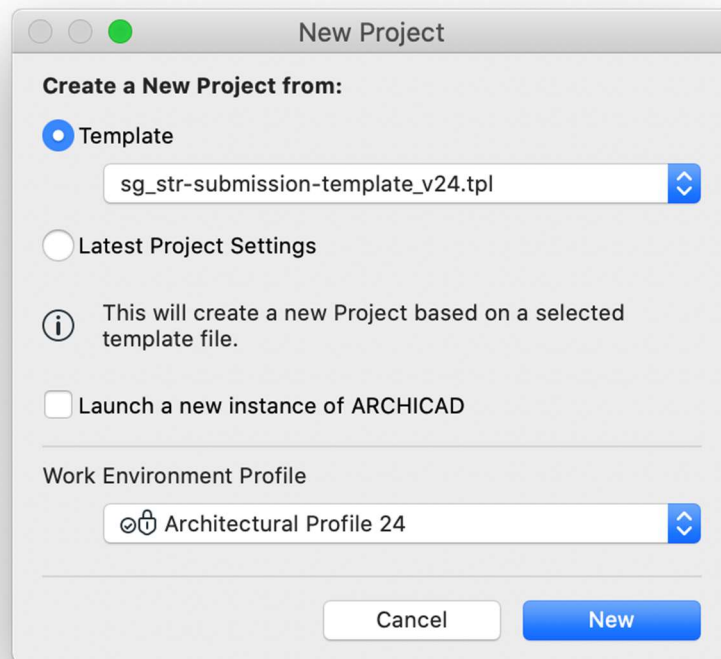 New Project
Create a New Project from:
Template
sg_str-submission-template_v24.tpl
Latest Project Settings
This will create a new Project based on a selected
template file.
Launch a new instance of ARCHICAD
Work Environment Profile
Architectural Profile 24
Cancel New